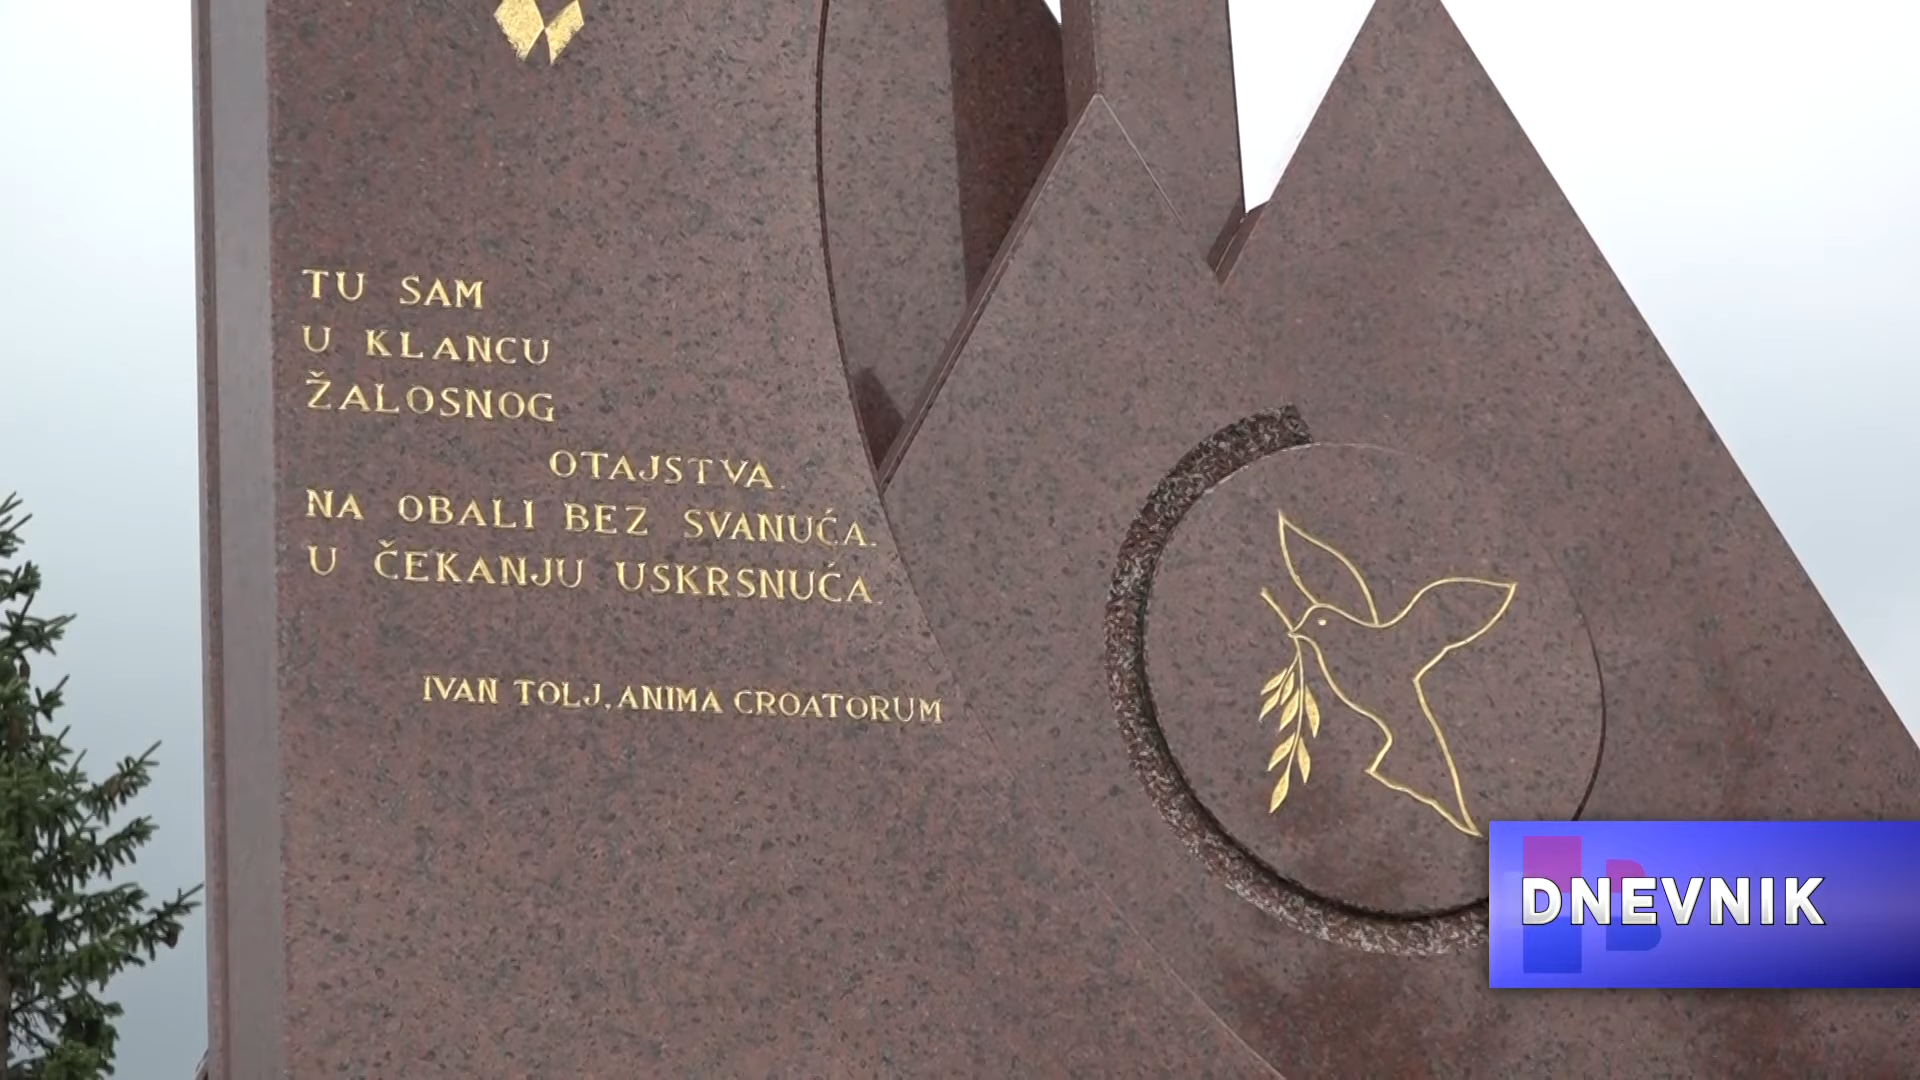 TU SAM
U KLANCU
ŽALOSNOG
OTAJSTVA.
NA OBALI BEZ SVANUĆA.
U ČEKANJU USKRSNUĆA.
IVAN TOLJ, ANIMA CROATORUM
DNEVNIK